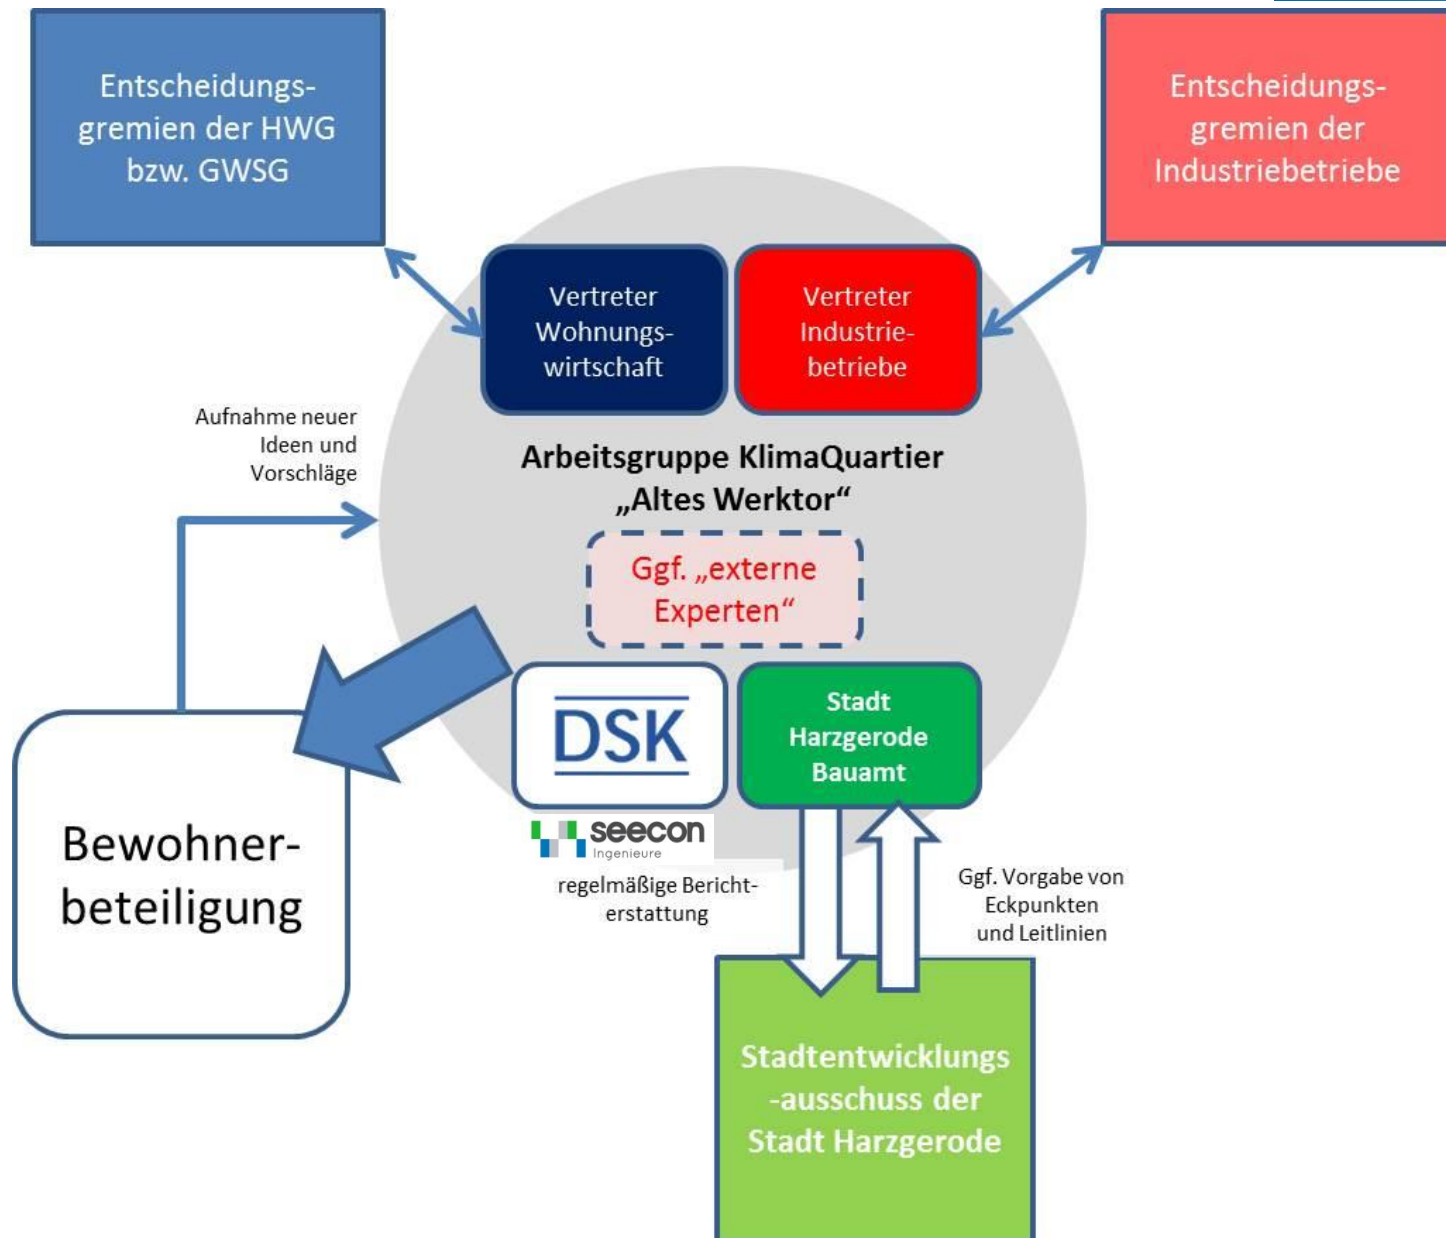 Entscheidungs-
gremien der HWG
bzw. GWSG
Entscheidungs-
gremien der
Industriebetriebe
Vertreter
Wohnungs-
wirtschaft
Vertreter
Industrie-
betriebe
Aufnahme neuer
Ideen und
Vorschläge
Arbeitsgruppe KlimaQuartier
„Altes Werktor“
Ggf. „externe
Experten“
DSK
Stadt
Harzgerode
Bauamt
seecon
Ingenieure
Bewohner-
beteiligung
regelmäßige Bericht-
erstattung
Ggf. Vorgabe von
Eckpunkten
und Leitlinien
Stadtentwicklungs
-ausschuss der
Stadt Harzgerode